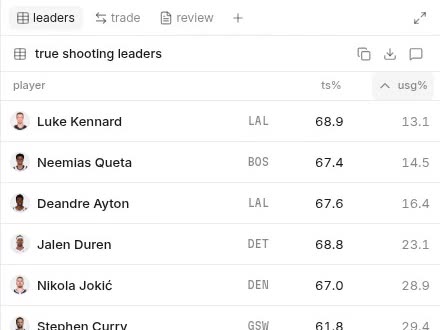 leaders trade review
true shooting leaders
player ts% usg%
Luke Kennard LAL 68.9 13.1
Neemias Queta BOS 67.4 14.5
Deandre Ayton LAL 67.6 16.4
Jalen Duren DET 68.8 23.1
Nikola Jokić DEN 67.0 28.9
Stephen Curry GSW 61.8 29.4